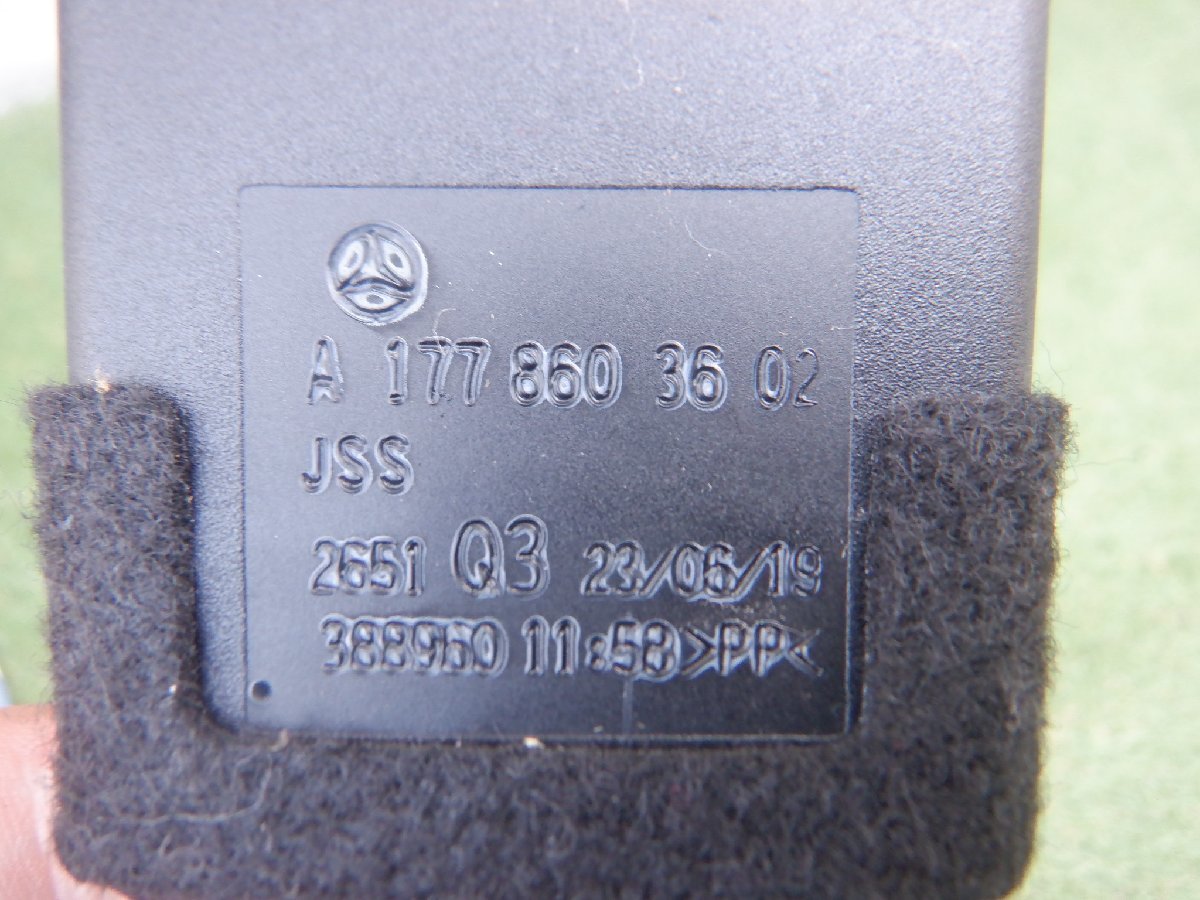 A 177 860 36 02
JSS
2651 Q3 23/06/19
388960 11:58 >PP<